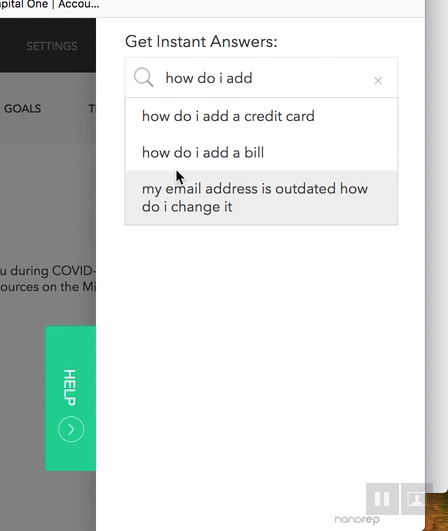 pital One | Accou...
SETTINGS
Get Instant Answers:
how do i add
GOALS
how do i add a credit card
how do i add a bill
my email address is outdated how
do i change it
u during COVID-
ources on the Mi
HELP
nanorep